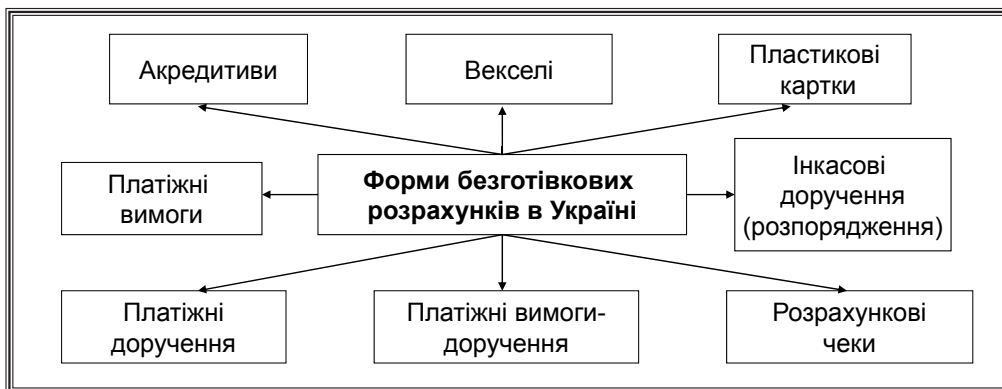 Акредитиви
Векселі
Пластикові
картки
Платіжні
вимоги
Форми безготівкових
розрахунків в Україні
Інкасові
доручення
(розпорядження)
Платіжні
доручення
Платіжні вимоги-
доручення
Розрахункові
чеки